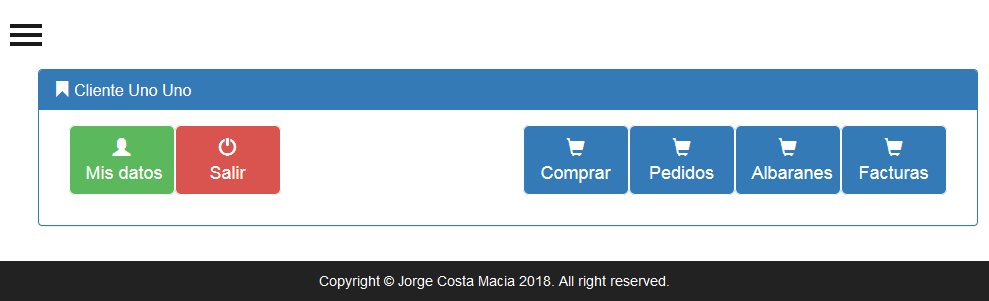 Cliente Uno Uno
Mis datos Salir Comprar Pedidos Albaranes Facturas
Copyright © Jorge Costa Macia 2018. All right reserved.